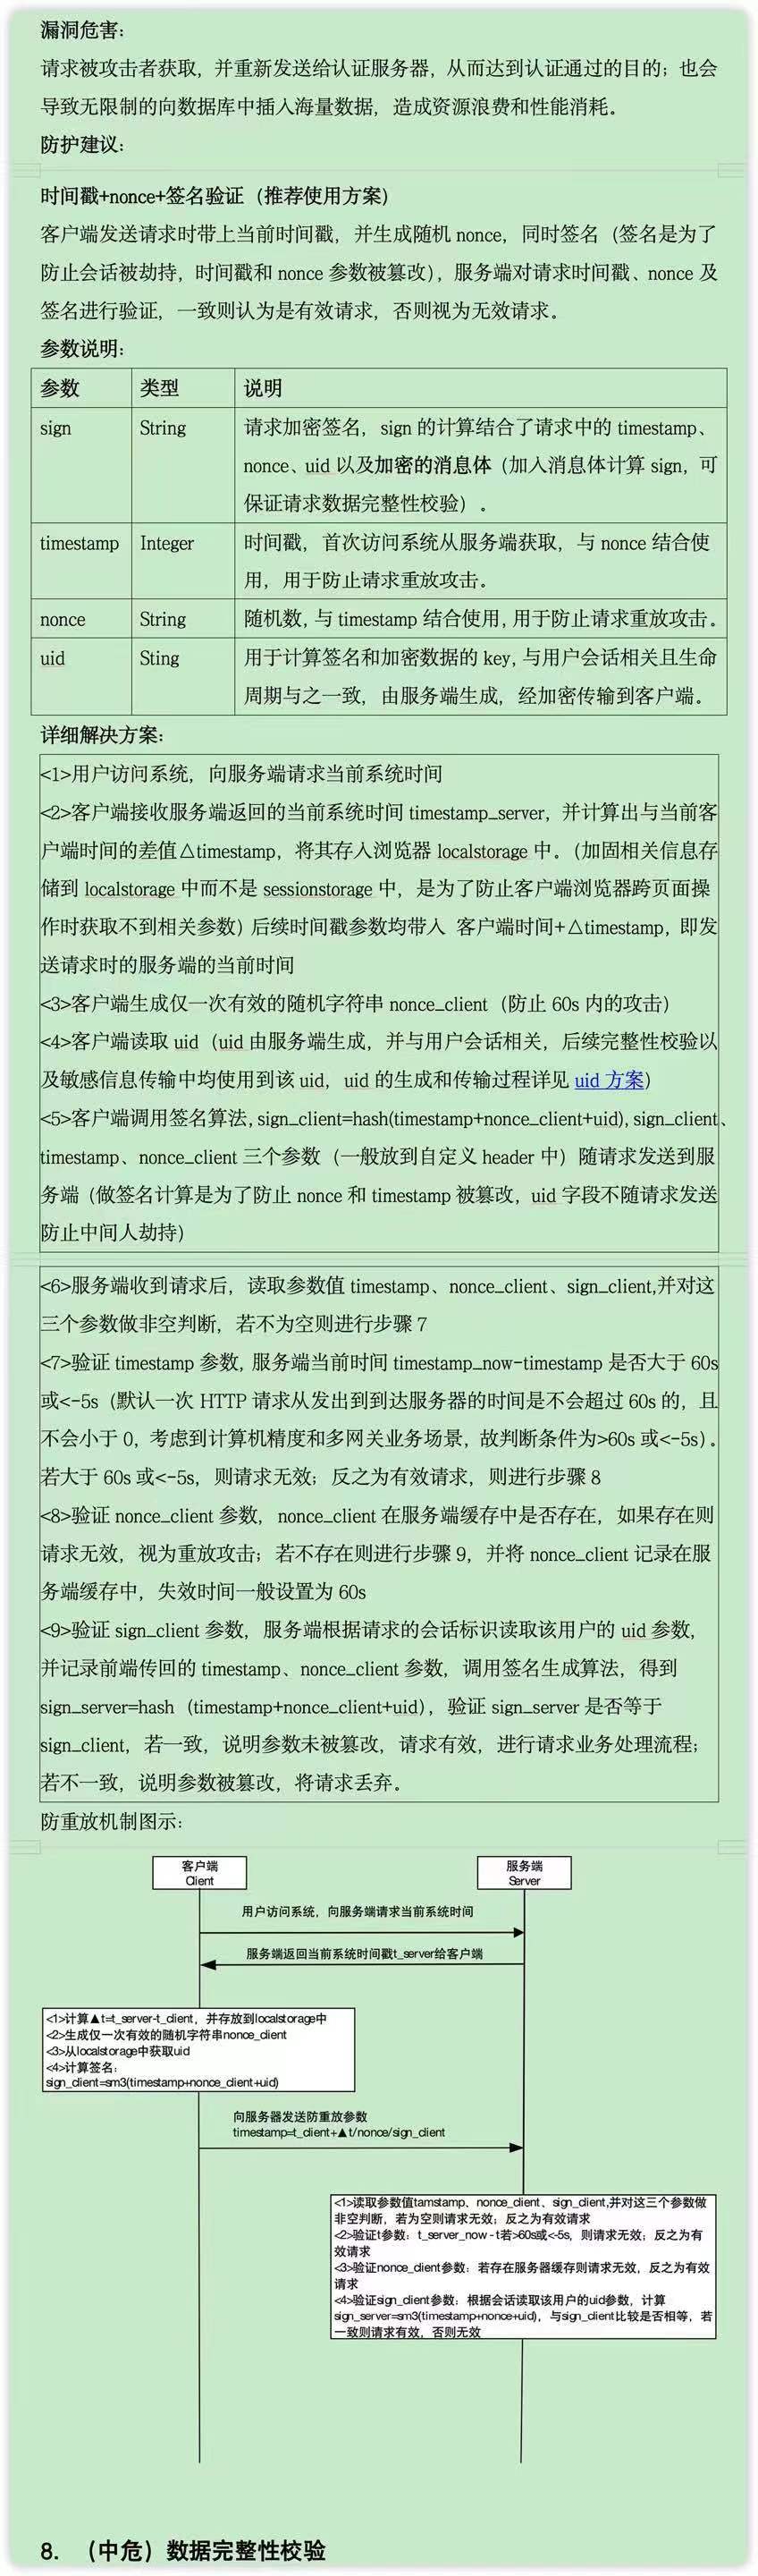 漏洞危害：
请求被攻击者获取，并重新发送给认证服务器，从而达到认证通过的目的；也会
导致无限制的向数据库中插入海量数据，造成资源浪费和性能消耗。
防护建议：
时间戳+nonce+签名验证（推荐使用方案）
客户端发送请求时带上当前时间戳，并生成随机 nonce，同时签名（签名是为了
防止会话被劫持，时间戳和 nonce 参数被篡改），服务端对请求时间戳、nonce 及
签名进行验证，一致则认为是有效请求，否则视为无效请求。
参数说明：
参数 类型 说明
sign String 请求加密签名，sign 的计算结合了请求中的 timestamp、
nonce、uid 以及加密的消息体（加入消息体计算 sign，可
保证请求数据完整性校验）。
timestamp Integer 时间戳，首次访问系统从服务端获取，与 nonce 结合使
用，用于防止请求重放攻击。
nonce String 随机数，与 timestamp 结合使用，用于防止请求重放攻击。
uid Sting 用于计算签名和加密数据的 key，与用户会话相关且生命
周期与之一致，由服务端生成，经加密传输到客户端。
详细解决方案：
<1>用户访问系统，向服务端请求当前系统时间
<2>客户端接收服务端返回的当前系统时间 timestamp_server，并计算出与当前客
户端时间的差值△timestamp，将其存入浏览器 localstorage 中。（加固相关信息存
储到 localstorage 中而不是 sessionstorage 中，是为了防止客户端浏览器跨页面操
作时获取不到相关参数）后续时间戳参数均带入 客户端时间+△timestamp，即发
送请求时的服务端的当前时间
<3>客户端生成仅一次有效的随机字符串 nonce_client（防止 60s 内的攻击）
<4>客户端读取 uid（uid 由服务端生成，并与用户会话相关，后续完整性校验以
及敏感信息传输中均使用到该 uid，uid 的生成和传输过程详见 uid 方案）
<5>客户端调用签名算法，sign_client=hash(timestamp+nonce_client+uid)，sign_client、
timestamp、nonce_client 三个参数（一般放到自定义 header 中）随请求发送到服
务端（做签名计算是为了防止 nonce 和 timestamp 被篡改，uid 字段不随请求发送
防止中间人劫持）
<6>服务端收到请求后，读取参数值 timestamp、nonce_client、sign_client,并对这
三个参数做非空判断，若不为空则进行步骤 7
<7>验证 timestamp 参数，服务端当前时间 timestamp_now-timestamp 是否大于 60s
或<-5s（默认一次 HTTP 请求从发出到到达服务器的时间是不会超过 60s 的，且
不会小于 0，考虑到计算机精度和多网关业务场景，故判断条件为>60s 或<-5s）。
若大于 60s 或<-5s，则请求无效；反之为有效请求，则进行步骤 8
<8>验证 nonce_client 参数，nonce_client 在服务端缓存中是否存在，如果存在则
请求无效，视为重放攻击；若不存在则进行步骤 9，并将 nonce_client 记录在服
务端缓存中，失效时间一般设置为 60s
<9>验证 sign_client 参数，服务端根据请求的会话标识读取该用户的 uid 参数，
并记录前端传回的 timestamp、nonce_client 参数，调用签名生成算法，得到
sign_server=hash（timestamp+nonce_client+uid），验证 sign_server 是否等于
sign_client，若一致，说明参数未被篡改，请求有效，进行请求业务处理流程；
若不一致，说明参数被篡改，将请求丢弃。
防重放机制图示：
客户端
Client
服务端
Server
用户访问系统，向服务端请求当前系统时间
服务端返回当前系统时间戳t_server给客户端
<1>计算▲t=t_server-t_client，并存放到localstorage中
<2>生成仅一次有效的随机字符串nonce_client
<3>从localstorage中获取uid
<4>计算签名：
sign_client=sm3(timestamp+nonce_client+uid)
向服务器发送防重放参数
timestamp=t_client+▲t/nonce/sign_client
<1>读取参数值tamstamp、nonce_client、sign_client,并对这三个参数做
非空判断，若为空则请求无效；反之为有效请求
<2>验证t参数：t_server_now - t若>60s或<-5s，则请求无效；反之为有
效请求
<3>验证nonce_client参数：若存在服务器缓存则请求无效，反之为有效
请求
<4>验证sign_client参数：根据会话读取该用户的uid参数，计算
sign_server=sm3(timestamp+nonce+uid)，与sign_client比较是否相等，若
一致则请求有效，否则无效
8. （中危）数据完整性校验